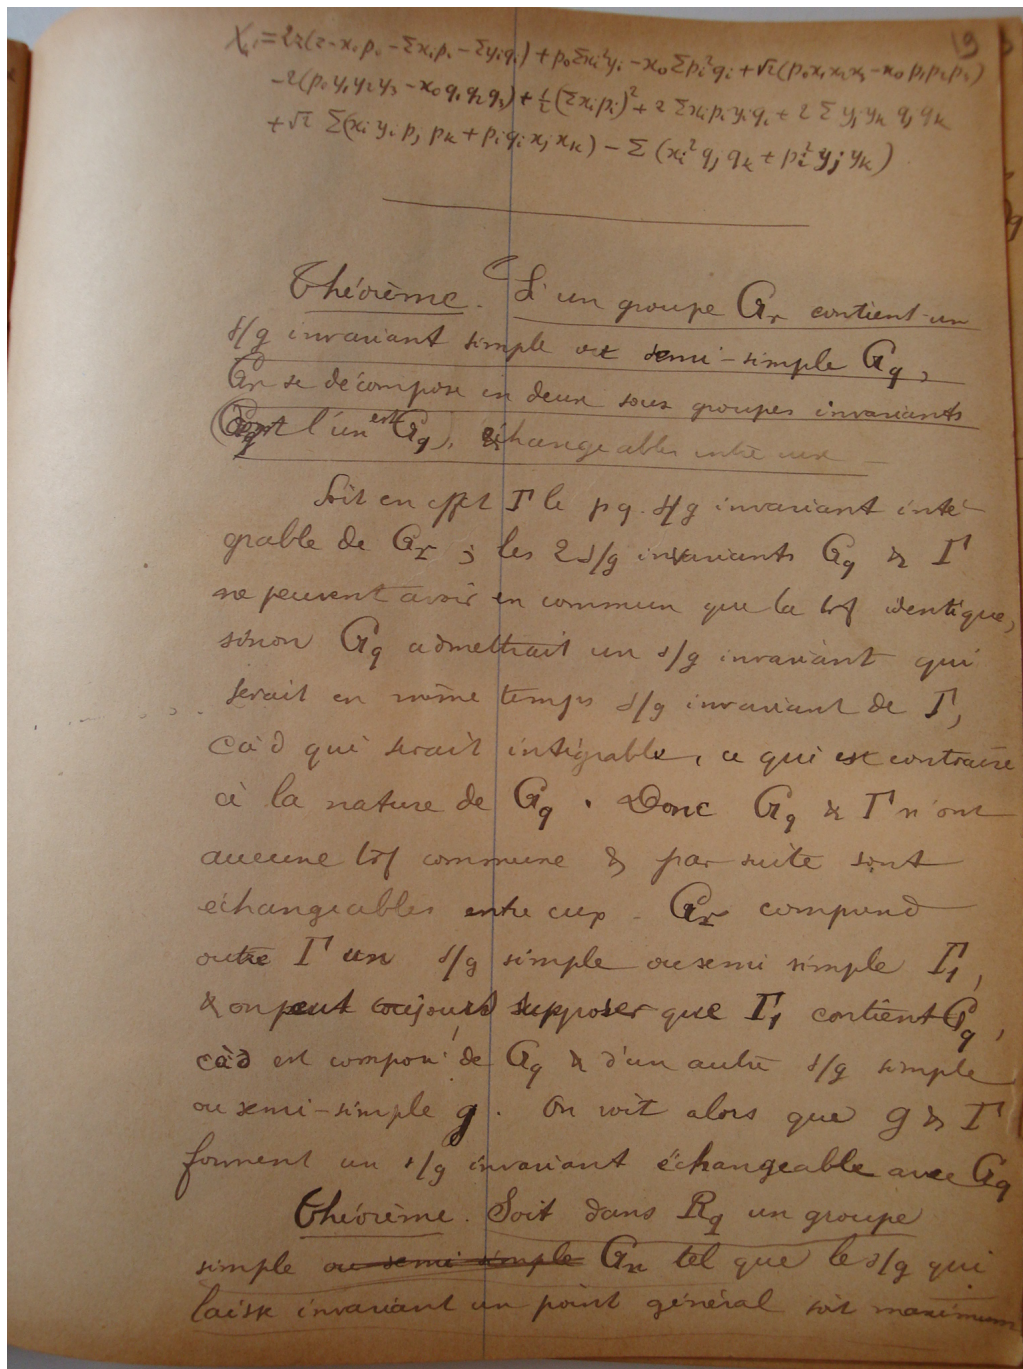 19
X₁ = 2z(z - x₀p₀ - Σxᵢpᵢ - Σyᵢqᵢ) + p₀Σxᵢ²yᵢ - x₀Σpᵢ²qᵢ + √2(p₀x₁x₂x₃ - x₀p₁p₂p₃)
-2(p₀y₁y₂y₃ - x₀q₁q₂q₃) + ½(Σxᵢpᵢ)² + 2Σxᵢpᵢyᵢqᵢ + 2Σyⱼyₖqⱼqₖ
+√2 Σ(xᵢyᵢpⱼpₖ + pᵢqᵢxⱼxₖ) - Σ(xᵢ²qⱼqₖ + pᵢ²yⱼyₖ)
Théorème. Si un groupe Gr contient un
s/g invariant simple ou semi-simple Gq,
Gr se décompose en deux sous groupes invariants
(dont l'un est Gq), échangeables entre eux
Soit en effet Γ le pq. s/g invariant inté-
grable de Gr ; les 2 s/g invariants Gq & Γ
ne peuvent avoir en commun que la trf identique,
sinon Gq admettrait un s/g invariant qui
serait en même temps s/g invariant de Γ,
càd qui serait intégrable, ce qui est contraire
à la nature de Gq. Donc Gq & Γ n'ont
aucune trf commune & par suite sont
échangeables entre eux. Gr comprend
outre Γ un s/g simple ou semi simple Γ₁,
& on peut toujours supposer que Γ₁ contient Gq,
càd est composé de Gq & d'un autre s/g simple
ou semi-simple g. On voit alors que g & Γ
forment un s/g invariant échangeable avec Gq
Théorème. Soit dans Rq un groupe
simple ou semi simple Gr tel que le s/g qui
laisse invariant un point général soit maximum